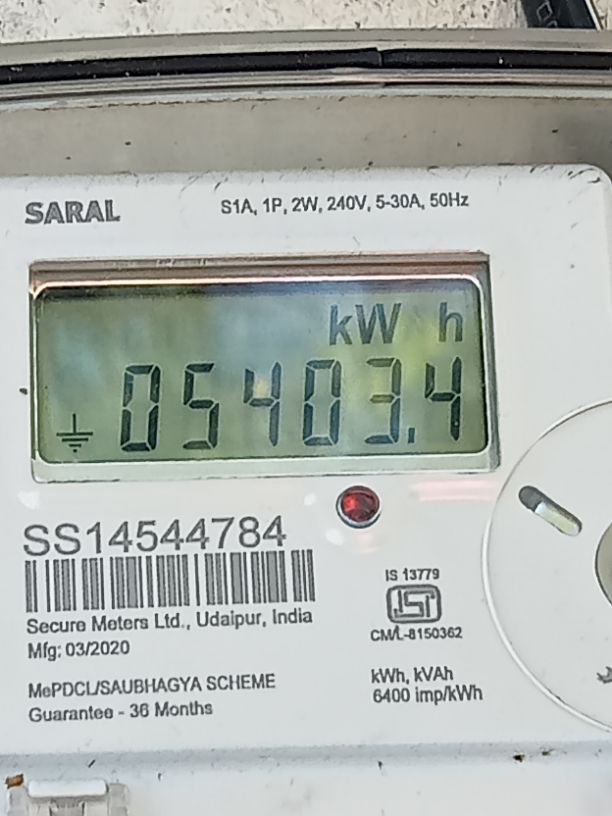 SARAL
S1A, 1P, 2W, 240V, 5-30A, 50Hz
kW h
05403.4
SS14544784
IS 13779
ISI
CM/L-8150362
Secure Meters Ltd., Udaipur, India
Mfg: 03/2020
MePDCL/SAUBHAGYA SCHEME
Guarantee - 36 Months
kWh, kVAh
6400 imp/kWh